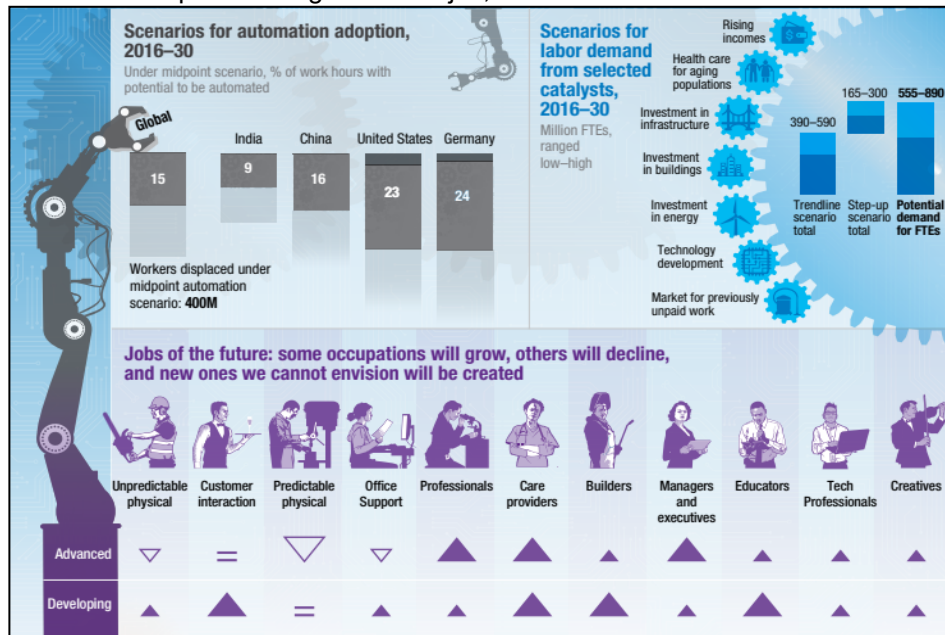 Scenarios for automation adoption,
2016–30
Under midpoint scenario, % of work hours with
potential to be automated
Global
India
China
United States
Germany
15
9
16
23
24
Workers displaced under
midpoint automation
scenario: 400M
Scenarios for
labor demand
from selected
catalysts,
2016–30
Million FTEs,
ranged
low–high
Rising
incomes
Health care
for aging
populations
Investment in
infrastructure
Investment
in buildings
Investment
in energy
Technology
development
Market for previously
unpaid work
390–590
165–300
555–890
Trendline
scenario
total
Step-up
scenario
total
Potential
demand
for FTEs
Jobs of the future: some occupations will grow, others will decline,
and new ones we cannot envision will be created
Unpredictable
physical
Customer
interaction
Predictable
physical
Office
Support
Professionals
Care
providers
Builders
Managers
and
executives
Educators
Tech
Professionals
Creatives
Advanced
Developing